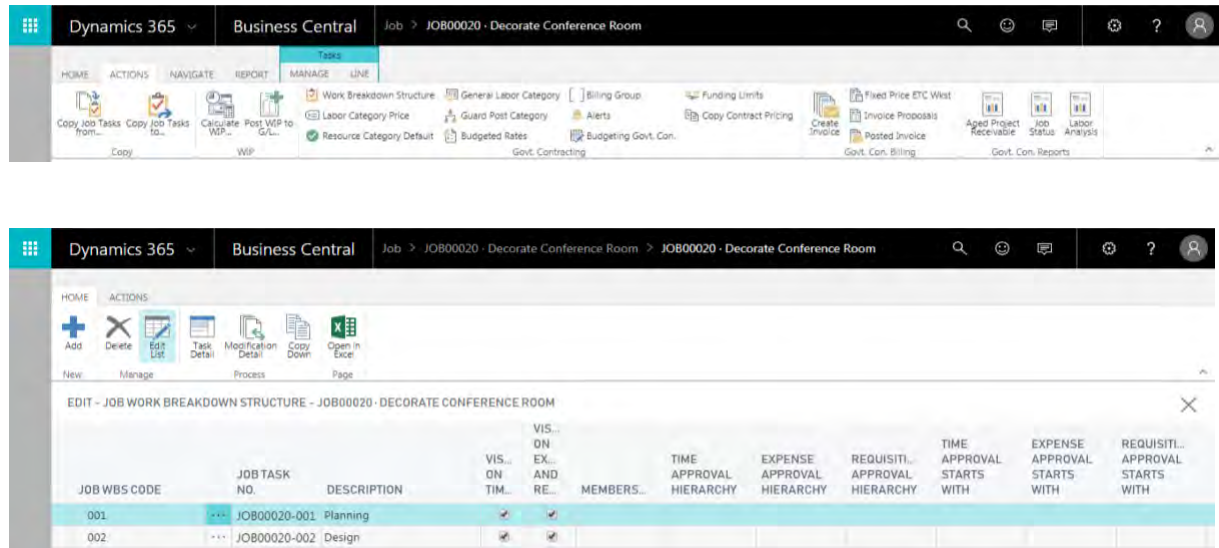 Dynamics 365 Business Central Job > JOB00020 · Decorate Conference Room ?
Tasks
HOME ACTIONS NAVIGATE REPORT MANAGE LINE
Work Breakdown Structure General Labor Category [ ] Billing Group Funding Limits Fixed Price ETC Wkst
Labor Category Price Guard Post Category Alerts Copy Contract Pricing Invoice Proposals
Resource Category Default Budgeted Rates Budgeting Govt. Con. Posted Invoice
Copy Job Tasks from... Copy Job Tasks to... Calculate WIP... Post WIP to G/L... Create Invoice Aged Project Receivable Job Status Labor Analysis
Copy WIP Govt. Contracting Govt. Con. Billing Govt. Con. Reports
Dynamics 365 Business Central Job > JOB00020 · Decorate Conference Room > JOB00020 · Decorate Conference Room ?
HOME ACTIONS
Add Delete Edit List Task Detail Modification Detail Copy Down Open in Excel
New Manage Process Page
EDIT - JOB WORK BREAKDOWN STRUCTURE - JOB00020 · DECORATE CONFERENCE ROOM
JOB WBS CODE JOB TASK NO. DESCRIPTION VIS... ON TIM... VIS... ON EX... AND RE... MEMBERS... TIME APPROVAL HIERARCHY EXPENSE APPROVAL HIERARCHY REQUISITI... APPROVAL HIERARCHY TIME APPROVAL STARTS WITH EXPENSE APPROVAL STARTS WITH REQUISITI... APPROVAL STARTS WITH
001 ... JOB00020-001 Planning
002 ... JOB00020-002 Design